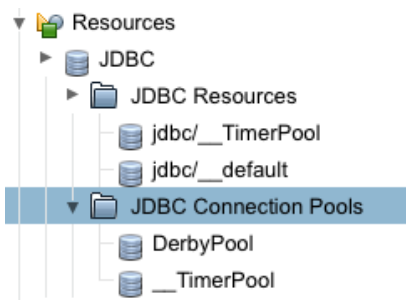 Resources
JDBC
JDBC Resources
jdbc/__TimerPool
jdbc/__default
JDBC Connection Pools
DerbyPool
__TimerPool